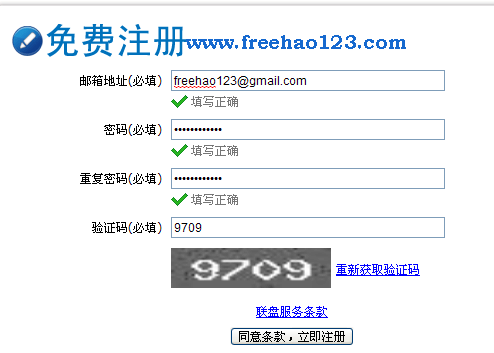 免费注册-www.freehao123.com
邮箱地址(必填) freehao123@gmail.com
填写正确
密码(必填) ••••••••••••
填写正确
重复密码(必填) ••••••••••••
填写正确
验证码(必填) 9709
9709 重新获取验证码
联盘服务条款
同意条款，立即注册